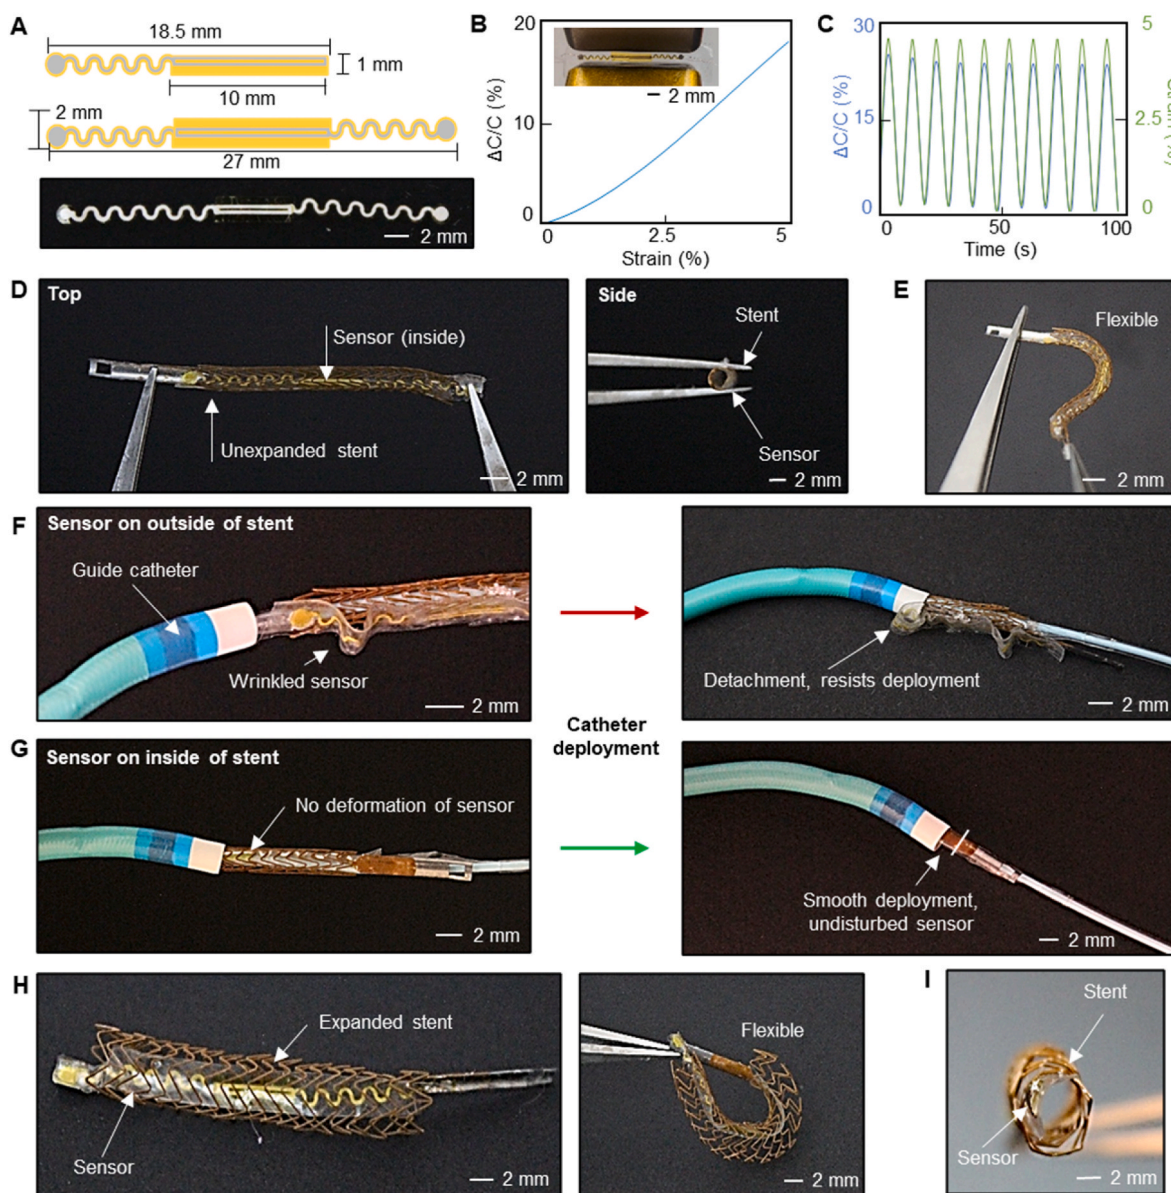 A
18.5 mm
1 mm
10 mm
2 mm
27 mm
2 mm
B
20
10
0
ΔC/C (%)
2 mm
0
2.5
5
Strain (%)
C
30
15
0
ΔC/C (%)
5
2.5
0
0
50
100
Time (s)
D
Top
Sensor (inside)
Unexpanded stent
2 mm
Side
Stent
Sensor
2 mm
E
Flexible
2 mm
F
Sensor on outside of stent
Guide catheter
Wrinkled sensor
2 mm
Detachment, resists deployment
2 mm
Catheter
deployment
G
Sensor on inside of stent
No deformation of sensor
2 mm
Smooth deployment,
undisturbed sensor
2 mm
H
Expanded stent
Sensor
2 mm
Flexible
2 mm
I
Stent
Sensor
2 mm